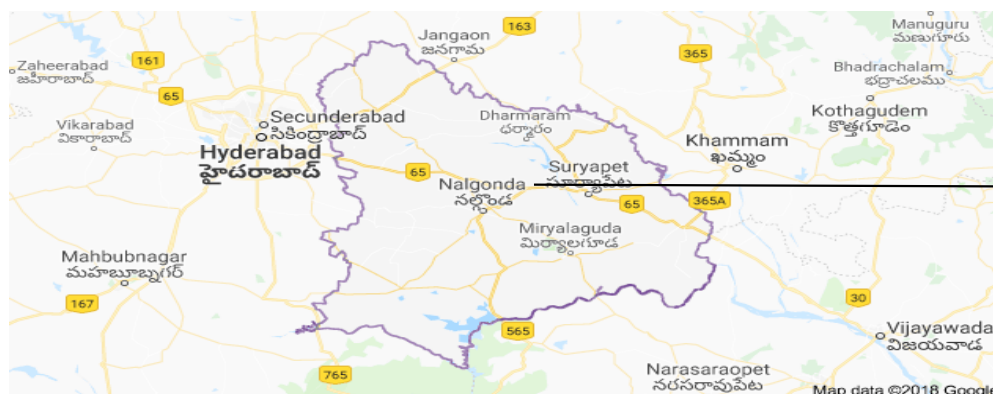 163
Manuguru
మణుగూరు
Jangaon
జనగామ
365
161
Zaheerabad
జహీరాబాద్
Bhadrachalam
భద్రాచలము
65
Kothagudem
కొత్తగూడెం
Vikarabad
వికారాబాద్
Secunderabad
సికింద్రాబాద్
Dharmaram
ధర్మారం
Khammam
ఖమ్మం
Hyderabad
హైదరాబాద్
65
Suryapet
సూర్యాపేట
Nalgonda
నల్గొండ
65
365A
Miryalaguda
మిర్యాలగూడ
Mahbubnagar
మహబూబ్నగర్
167
30
565
Vijayawada
విజయవాడ
765
Narasaraopet
నరసరావుపేట
Map data ©2018 Google